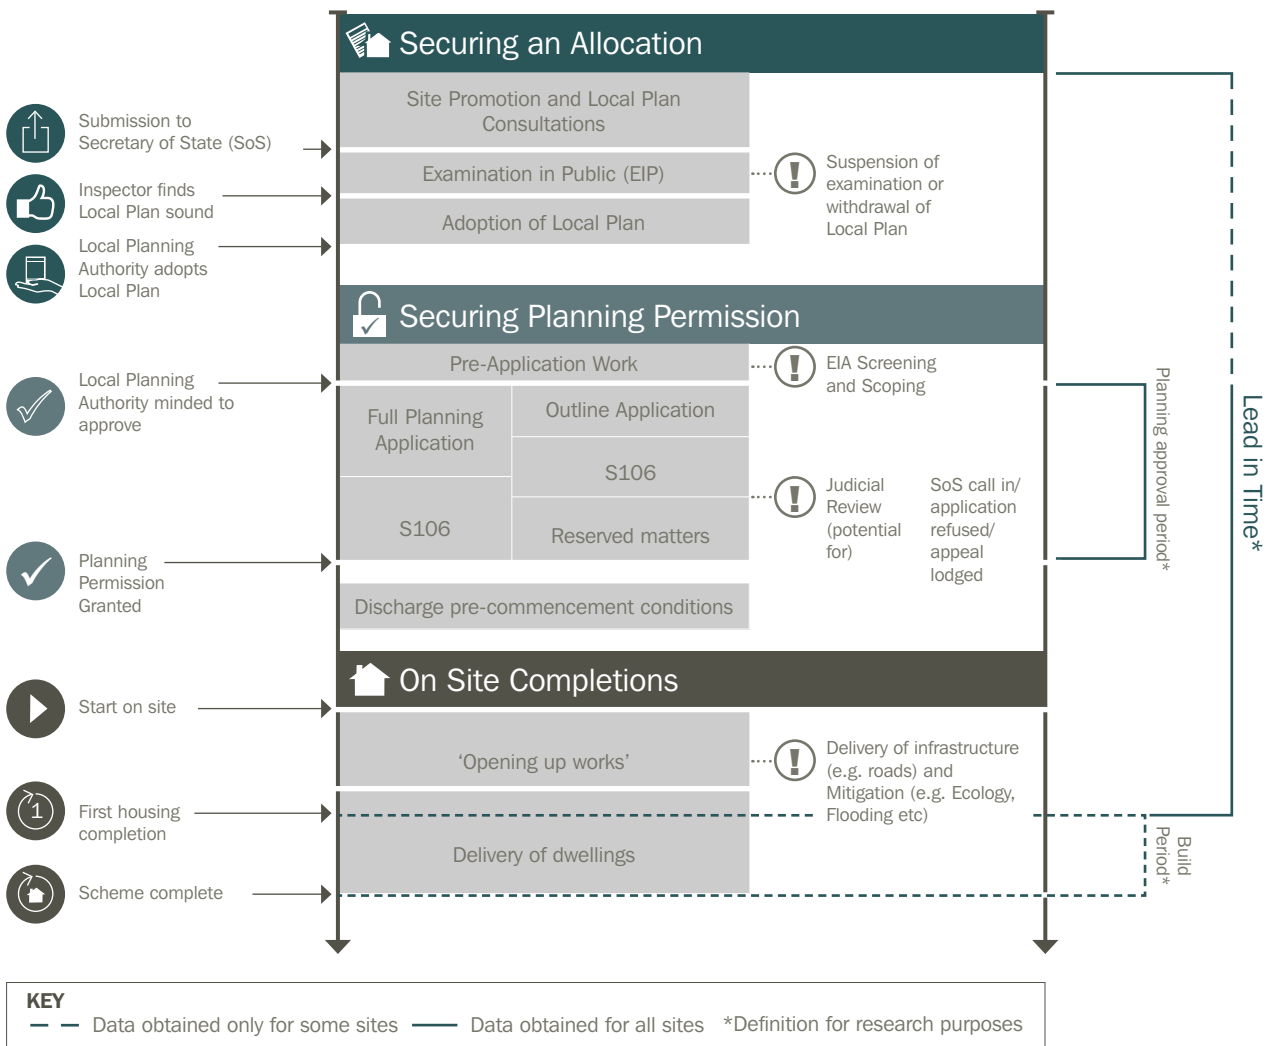 Securing an Allocation
Site Promotion and Local Plan
Consultations
Submission to
Secretary of State (SoS)
Examination in Public (EIP)
Suspension of
examination or
withdrawal of
Local Plan
Inspector finds
Local Plan sound
Adoption of Local Plan
Local Planning
Authority adopts
Local Plan
Securing Planning Permission
Pre-Application Work
EIA Screening
and Scoping
Local Planning
Authority minded to
approve
Full Planning
Application
S106
Outline Application
S106
Reserved matters
Judicial
Review
(potential
for)
SoS call in/
application
refused/
appeal
lodged
Planning approval period*
Lead in Time*
Planning
Permission
Granted
Discharge pre-commencement conditions
On Site Completions
Start on site
‘Opening up works’
Delivery of infrastructure
(e.g. roads) and
Mitigation (e.g. Ecology,
Flooding etc)
1
First housing
completion
Delivery of dwellings
Build
Period*
Scheme complete
KEY
Data obtained only for some sites
Data obtained for all sites
*Definition for research purposes